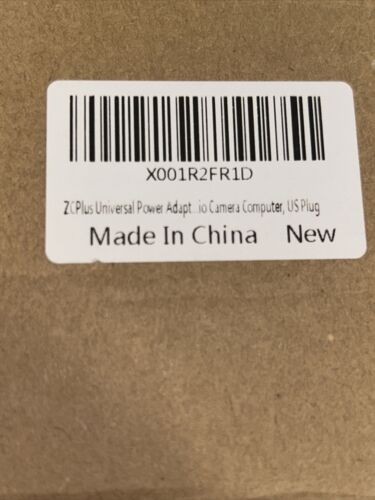 X001R2FR1D
ZCPlus Universal Power Adapt...io Camera Computer, US Plug
Made In China New